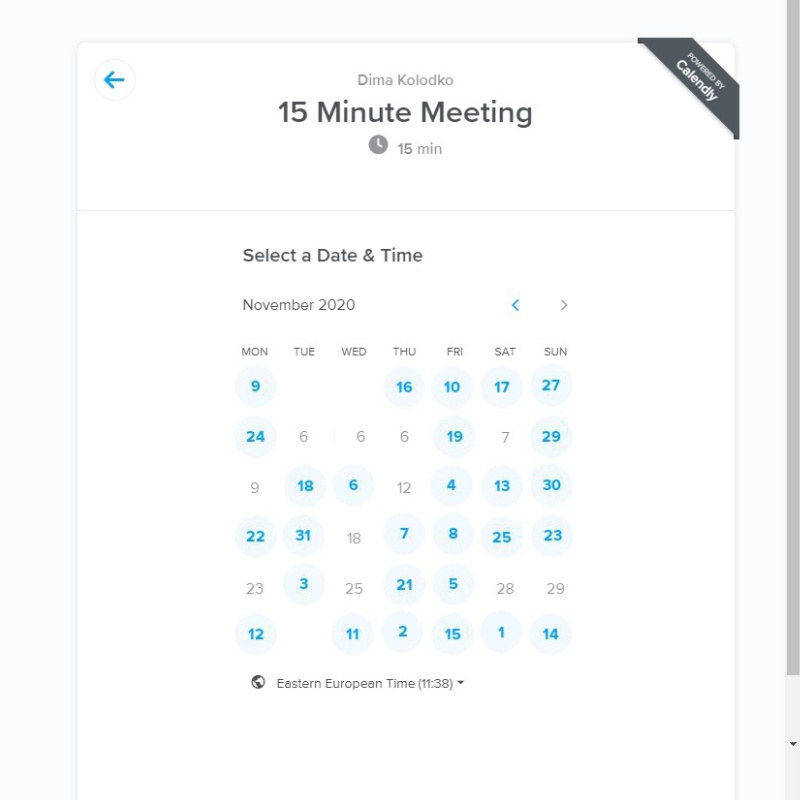 POWERED BY
Calendly
Dima Kolodko
15 Minute Meeting
15 min
Select a Date & Time
November 2020
MON TUE WED THU FRI SAT SUN
9 16 10 17 27
24 6 6 6 19 7 29
9 18 6 12 4 13 30
22 31 18 7 8 25 23
23 3 25 21 5 28 29
12 11 2 15 1 14
Eastern European Time (11:38)